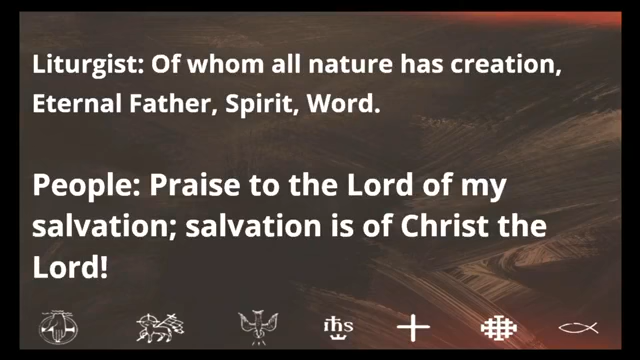 Liturgist: Of whom all nature has creation,
Eternal Father, Spirit, Word.
People: Praise to the Lord of my
salvation; salvation is of Christ the
Lord!
ihs